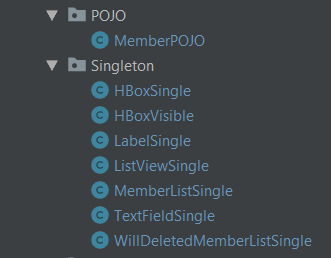 POJO
MemberPOJO
Singleton
HBoxSingle
HBoxVisible
LabelSingle
ListViewSingle
MemberListSingle
TextFieldSingle
WillDeletedMemberListSingle